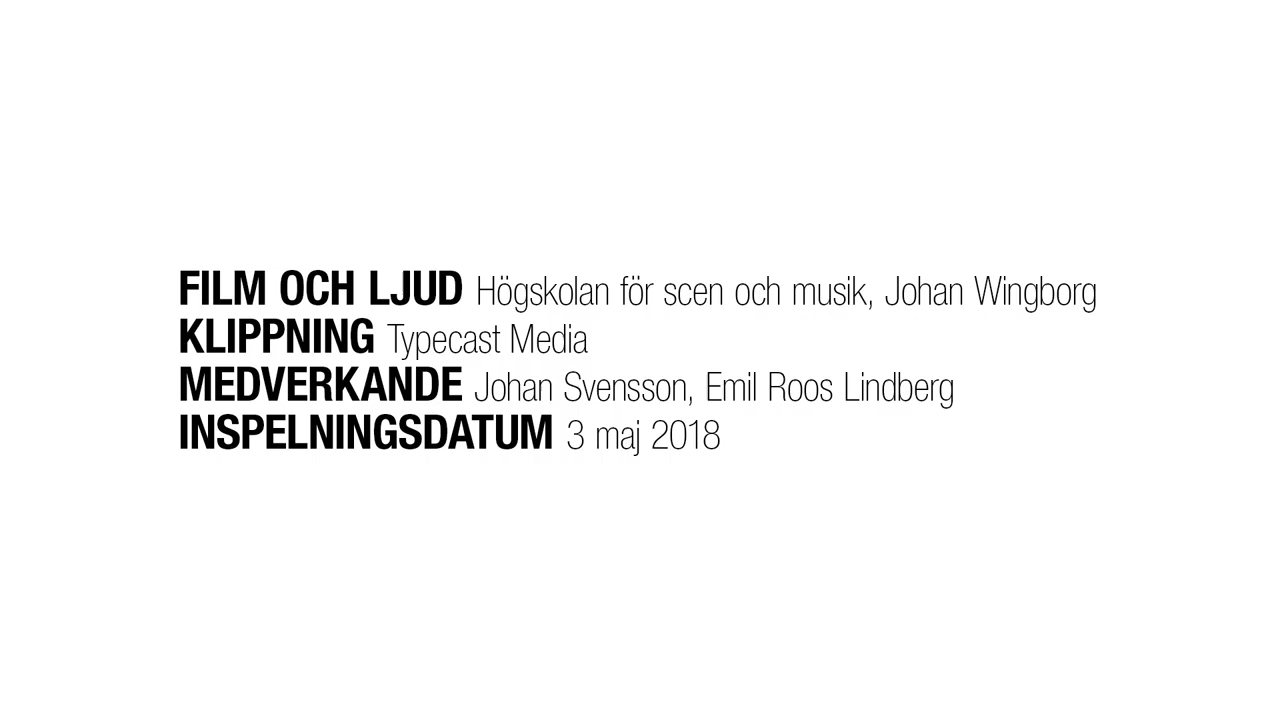 FILM OCH LJUD Högskolan för scen och musik, Johan Wingborg
KLIPPNING Typecast Media
MEDVERKANDE Johan Svensson, Emil Roos Lindberg
INSPELNINGSDATUM 3 maj 2018